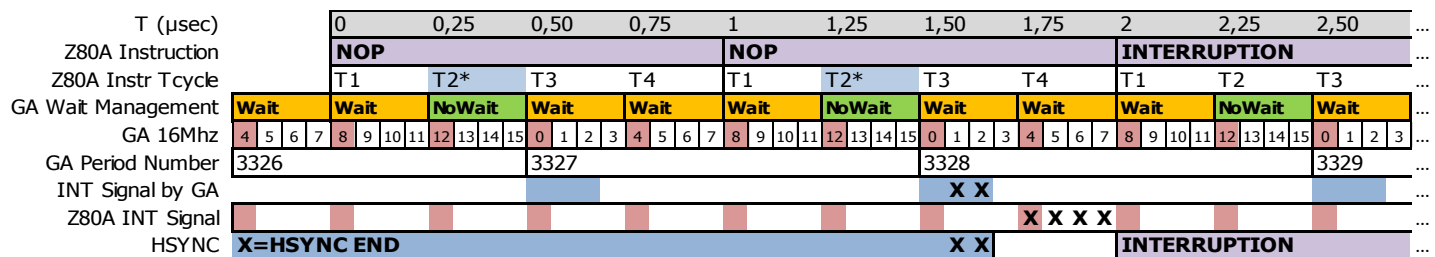 T (µsec) 0 0,25 0,50 0,75 1 1,25 1,50 1,75 2 2,25 2,50 ...
Z80A Instruction NOP NOP INTERRUPTION ...
Z80A Instr Tcycle T1 T2* T3 T4 T1 T2* T3 T4 T1 T2 T3 ...
GA Wait Management Wait Wait NoWait Wait Wait Wait NoWait Wait Wait Wait NoWait Wait ...
GA 16Mhz 4 5 6 7 8 9 10 11 12 13 14 15 0 1 2 3 4 5 6 7 8 9 10 11 12 13 14 15 0 1 2 3 4 5 6 7 8 9 10 11 12 13 14 15 0 1 2 3 ...
GA Period Number 3326 3327 3328 3329 ...
INT Signal by GA X X ...
Z80A INT Signal X X X X ...
HSYNC X=HSYNC END X X INTERRUPTION ...